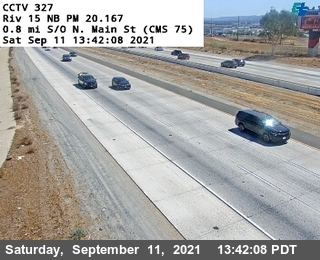 CCTV 327
Riv 15 NB PM 20.167
0.8 mi S/O N. Main St (CMS 75)
Sat Sep 11 13:42:08 2021
Saturday, September 11, 2021 13:42:08 PDT